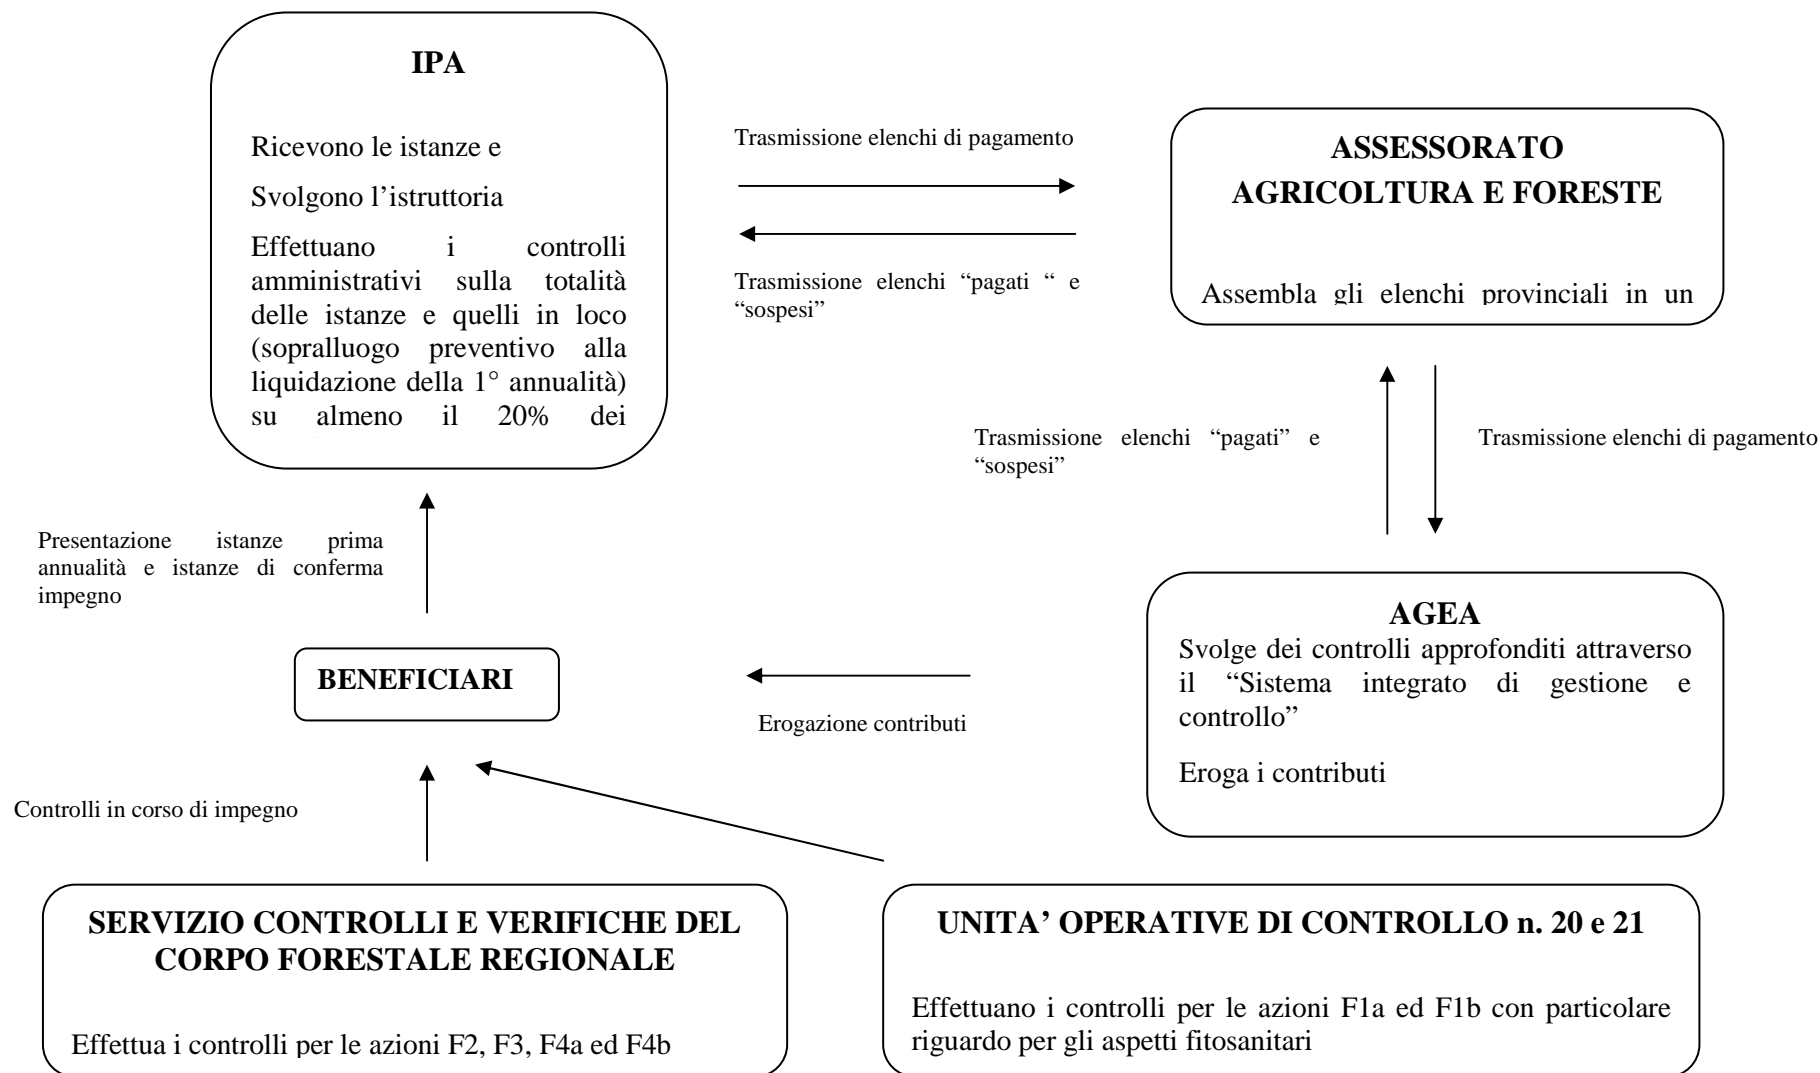 IPA
Ricevono le istanze e
Svolgono l’istruttoria
Effettuano i controlli
amministrativi sulla totalità
delle istanze e quelli in loco
(sopralluogo preventivo alla
liquidazione della 1° annualità)
su almeno il 20% dei
Trasmissione elenchi di pagamento
Trasmissione elenchi “pagati “ e
“sospesi”
ASSESSORATO
AGRICOLTURA E FORESTE
Assembla gli elenchi provinciali in un
Trasmissione elenchi “pagati” e
“sospesi”
Trasmissione elenchi di pagamento
Presentazione istanze prima
annualità e istanze di conferma
impegno
BENEFICIARI
Erogazione contributi
AGEA
Svolge dei controlli approfonditi attraverso
il “Sistema integrato di gestione e
controllo”
Eroga i contributi
Controlli in corso di impegno
SERVIZIO CONTROLLI E VERIFICHE DEL
CORPO FORESTALE REGIONALE
Effettua i controlli per le azioni F2, F3, F4a ed F4b
UNITA’ OPERATIVE DI CONTROLLO n. 20 e 21
Effettuano i controlli per le azioni F1a ed F1b con particolare
riguardo per gli aspetti fitosanitari